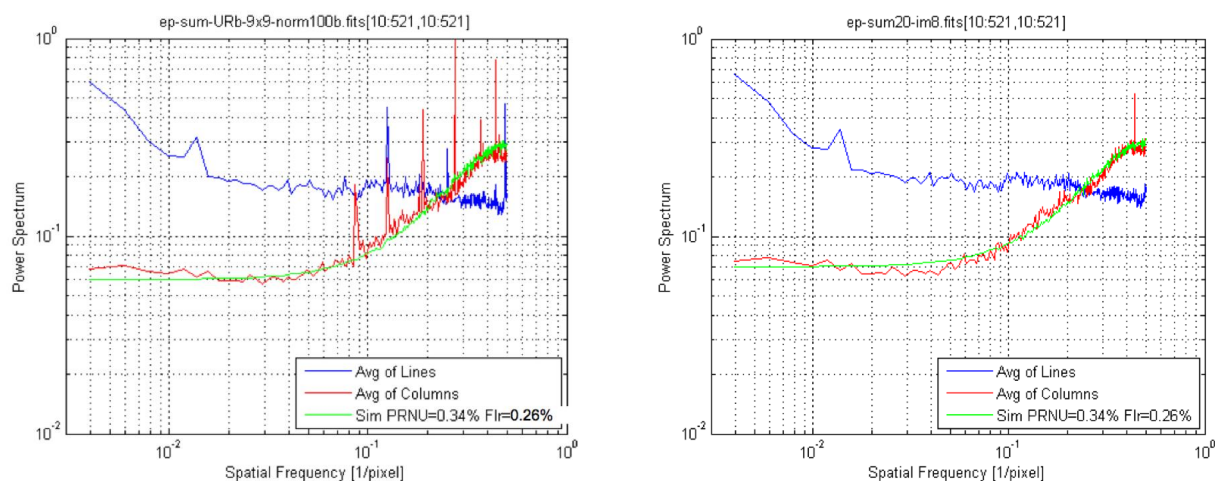 ep-sum-URb-9x9-norm100b.fits[10:521,10:521]
10^0
10^-1
10^-2
Power Spectrum
Avg of Lines
Avg of Columns
Sim PRNU=0.34% Flr=0.26%
10^-2
10^-1
10^0
Spatial Frequency [1/pixel]
ep-sum20-im8.fits[10:521,10:521]
10^0
10^-1
10^-2
Power Spectrum
Avg of Lines
Avg of Columns
Sim PRNU=0.34% Flr=0.26%
10^-2
10^-1
10^0
Spatial Frequency [1/pixel]